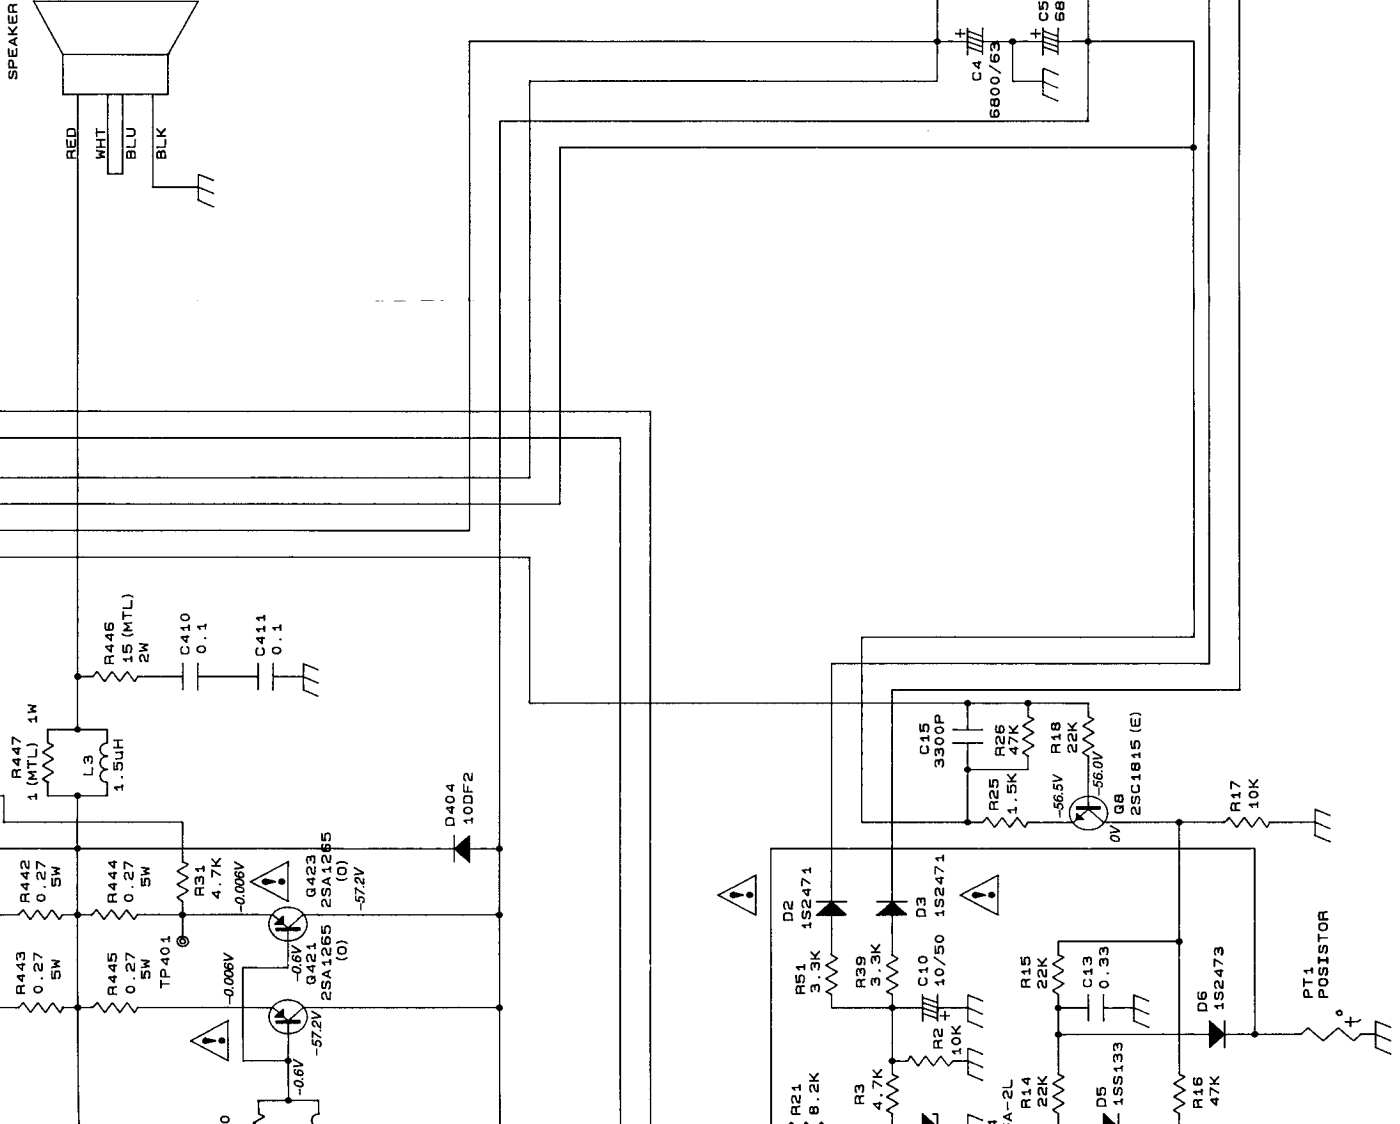 SPEAKER
RED
WHT
BLU
BLK
+
C4
6800/63
+
C5
68
R446
15 (MTL)
2W
C410
0.1
C411
0.1
R447
1 (MTL) 1W
L3
1.5uH
D404
10DF2
R442
0.27
5W
R444
0.27
5W
R31
4.7K
-0.006V
Q423
2SA1265
(O)
-57.2V
TP401
R443
0.27
5W
R445
0.27
5W
-0.006V
-0.6V
Q421
2SA1265
(O)
-57.2V
-0.6V
C15
3300P
R26
47K
R18
22K
R25
1.5K
-56.5V
-56.0V
Q8
2SC1815 (E)
0V
R17
10K
D2
1S2471
D3
1S2471
R51
3.3K
R39
3.3K
C10
10/50
+
R2
10K
R15
22K
C13
0.33
D6
1S2473
PT1
POSISTOR
t°
R21
8.2K
R3
4.7K
A-2L
R14
22K
D5
1SS133
R16
47K